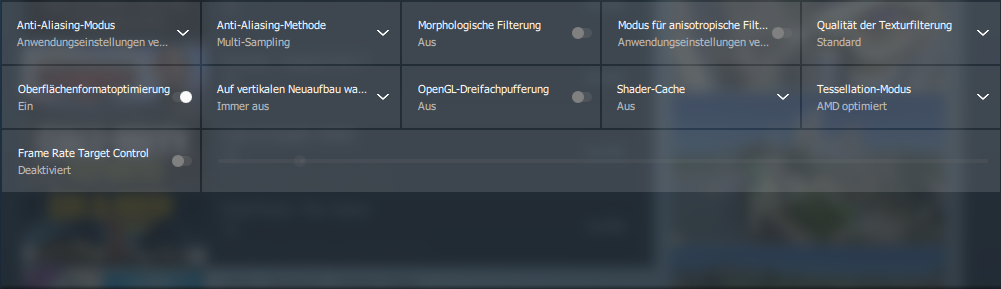 Anti-Aliasing-Modus
Anwendungseinstellungen ve...
Anti-Aliasing-Methode
Multi-Sampling
Morphologische Filterung
Aus
Modus für anisotropische Filt...
Anwendungseinstellungen ve...
Qualität der Texturfilterung
Standard
Oberflächenformatoptimierung
Ein
Auf vertikalen Neuaufbau wa...
Immer aus
OpenGL-Dreifachpufferung
Aus
Shader-Cache
Aus
Tessellation-Modus
AMD optimiert
Frame Rate Target Control
Deaktiviert